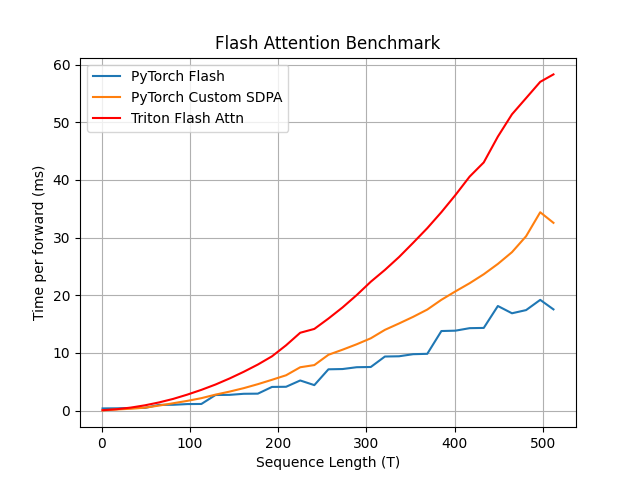 Flash Attention Benchmark
PyTorch Flash
PyTorch Custom SDPA
Triton Flash Attn
Time per forward (ms)
60
50
40
30
20
10
0
0 100 200 300 400 500
Sequence Length (T)